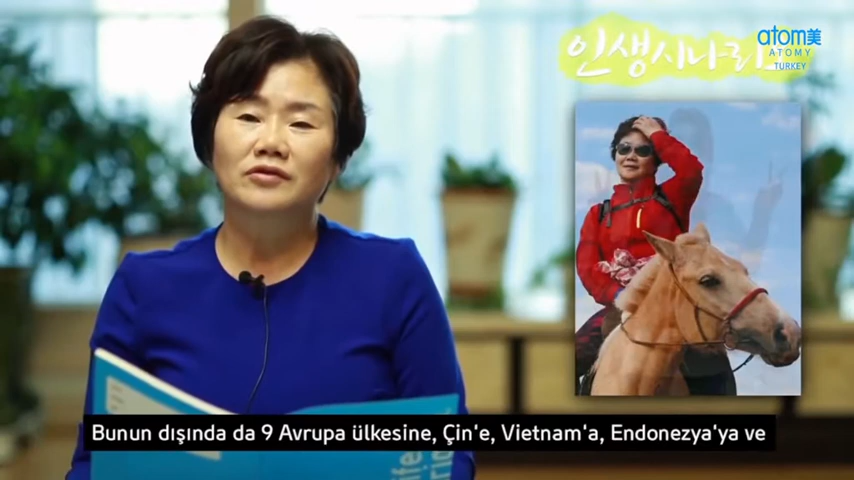 인생시나리오
atom美
ATOMY
TURKEY
Bunun dışında da 9 Avrupa ülkesine, Çin'e, Vietnam'a, Endonezya'ya ve